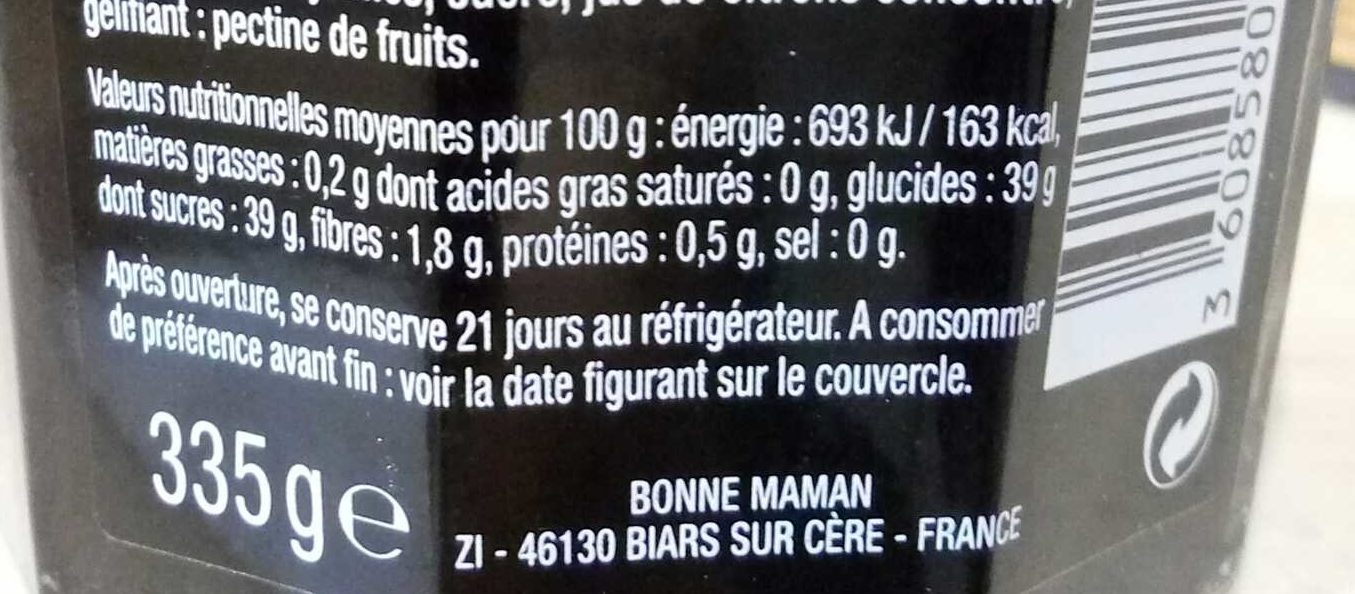 gélifiant : pectine de fruits.
Valeurs nutritionnelles moyennes pour 100 g : énergie : 693 kJ / 163 kcal,
matières grasses : 0,2 g dont acides gras saturés : 0 g, glucides : 39 g
dont sucres : 39 g, fibres : 1,8 g, protéines : 0,5 g, sel : 0 g.
Après ouverture, se conserve 21 jours au réfrigérateur. A consommer
de préférence avant fin : voir la date figurant sur le couvercle.
335 g e
BONNE MAMAN
ZI - 46130 BIARS SUR CÈRE - FRANCE
3 608580